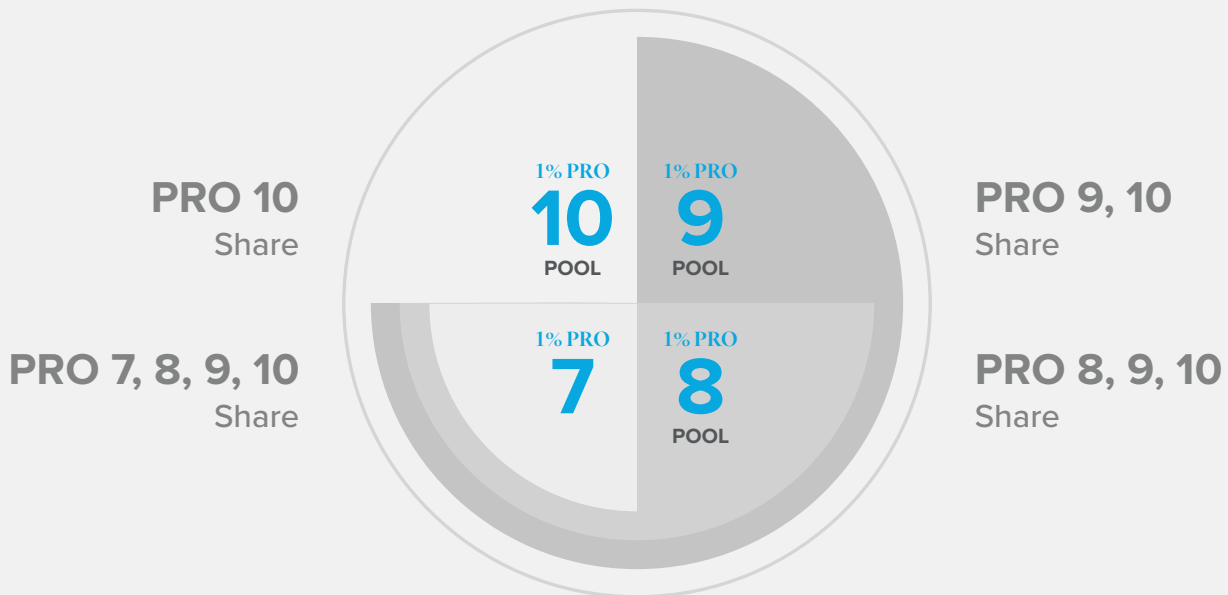 PRO 10
Share
1% PRO
10
POOL
1% PRO
9
POOL
PRO 9, 10
Share
PRO 7, 8, 9, 10
Share
1% PRO
7
1% PRO
8
POOL
PRO 8, 9, 10
Share